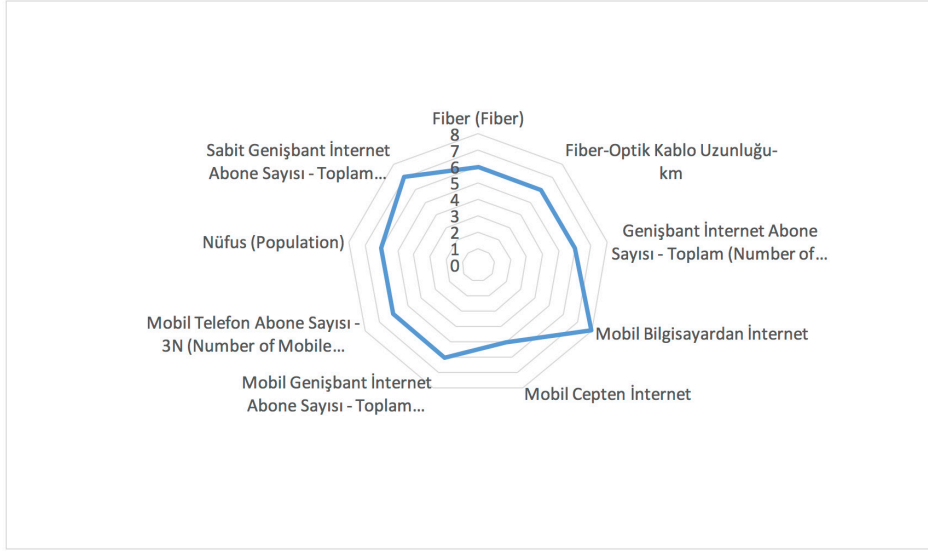 Fiber (Fiber)
8
7
6
5
4
3
2
1
0
Fiber-Optik Kablo Uzunluğu-
km
Genişbant İnternet Abone
Sayısı - Toplam (Number of...
Mobil Bilgisayardan İnternet
Mobil Cepten İnternet
Mobil Genişbant İnternet
Abone Sayısı - Toplam...
Mobil Telefon Abone Sayısı -
3N (Number of Mobile...
Nüfus (Population)
Sabit Genişbant İnternet
Abone Sayısı - Toplam...